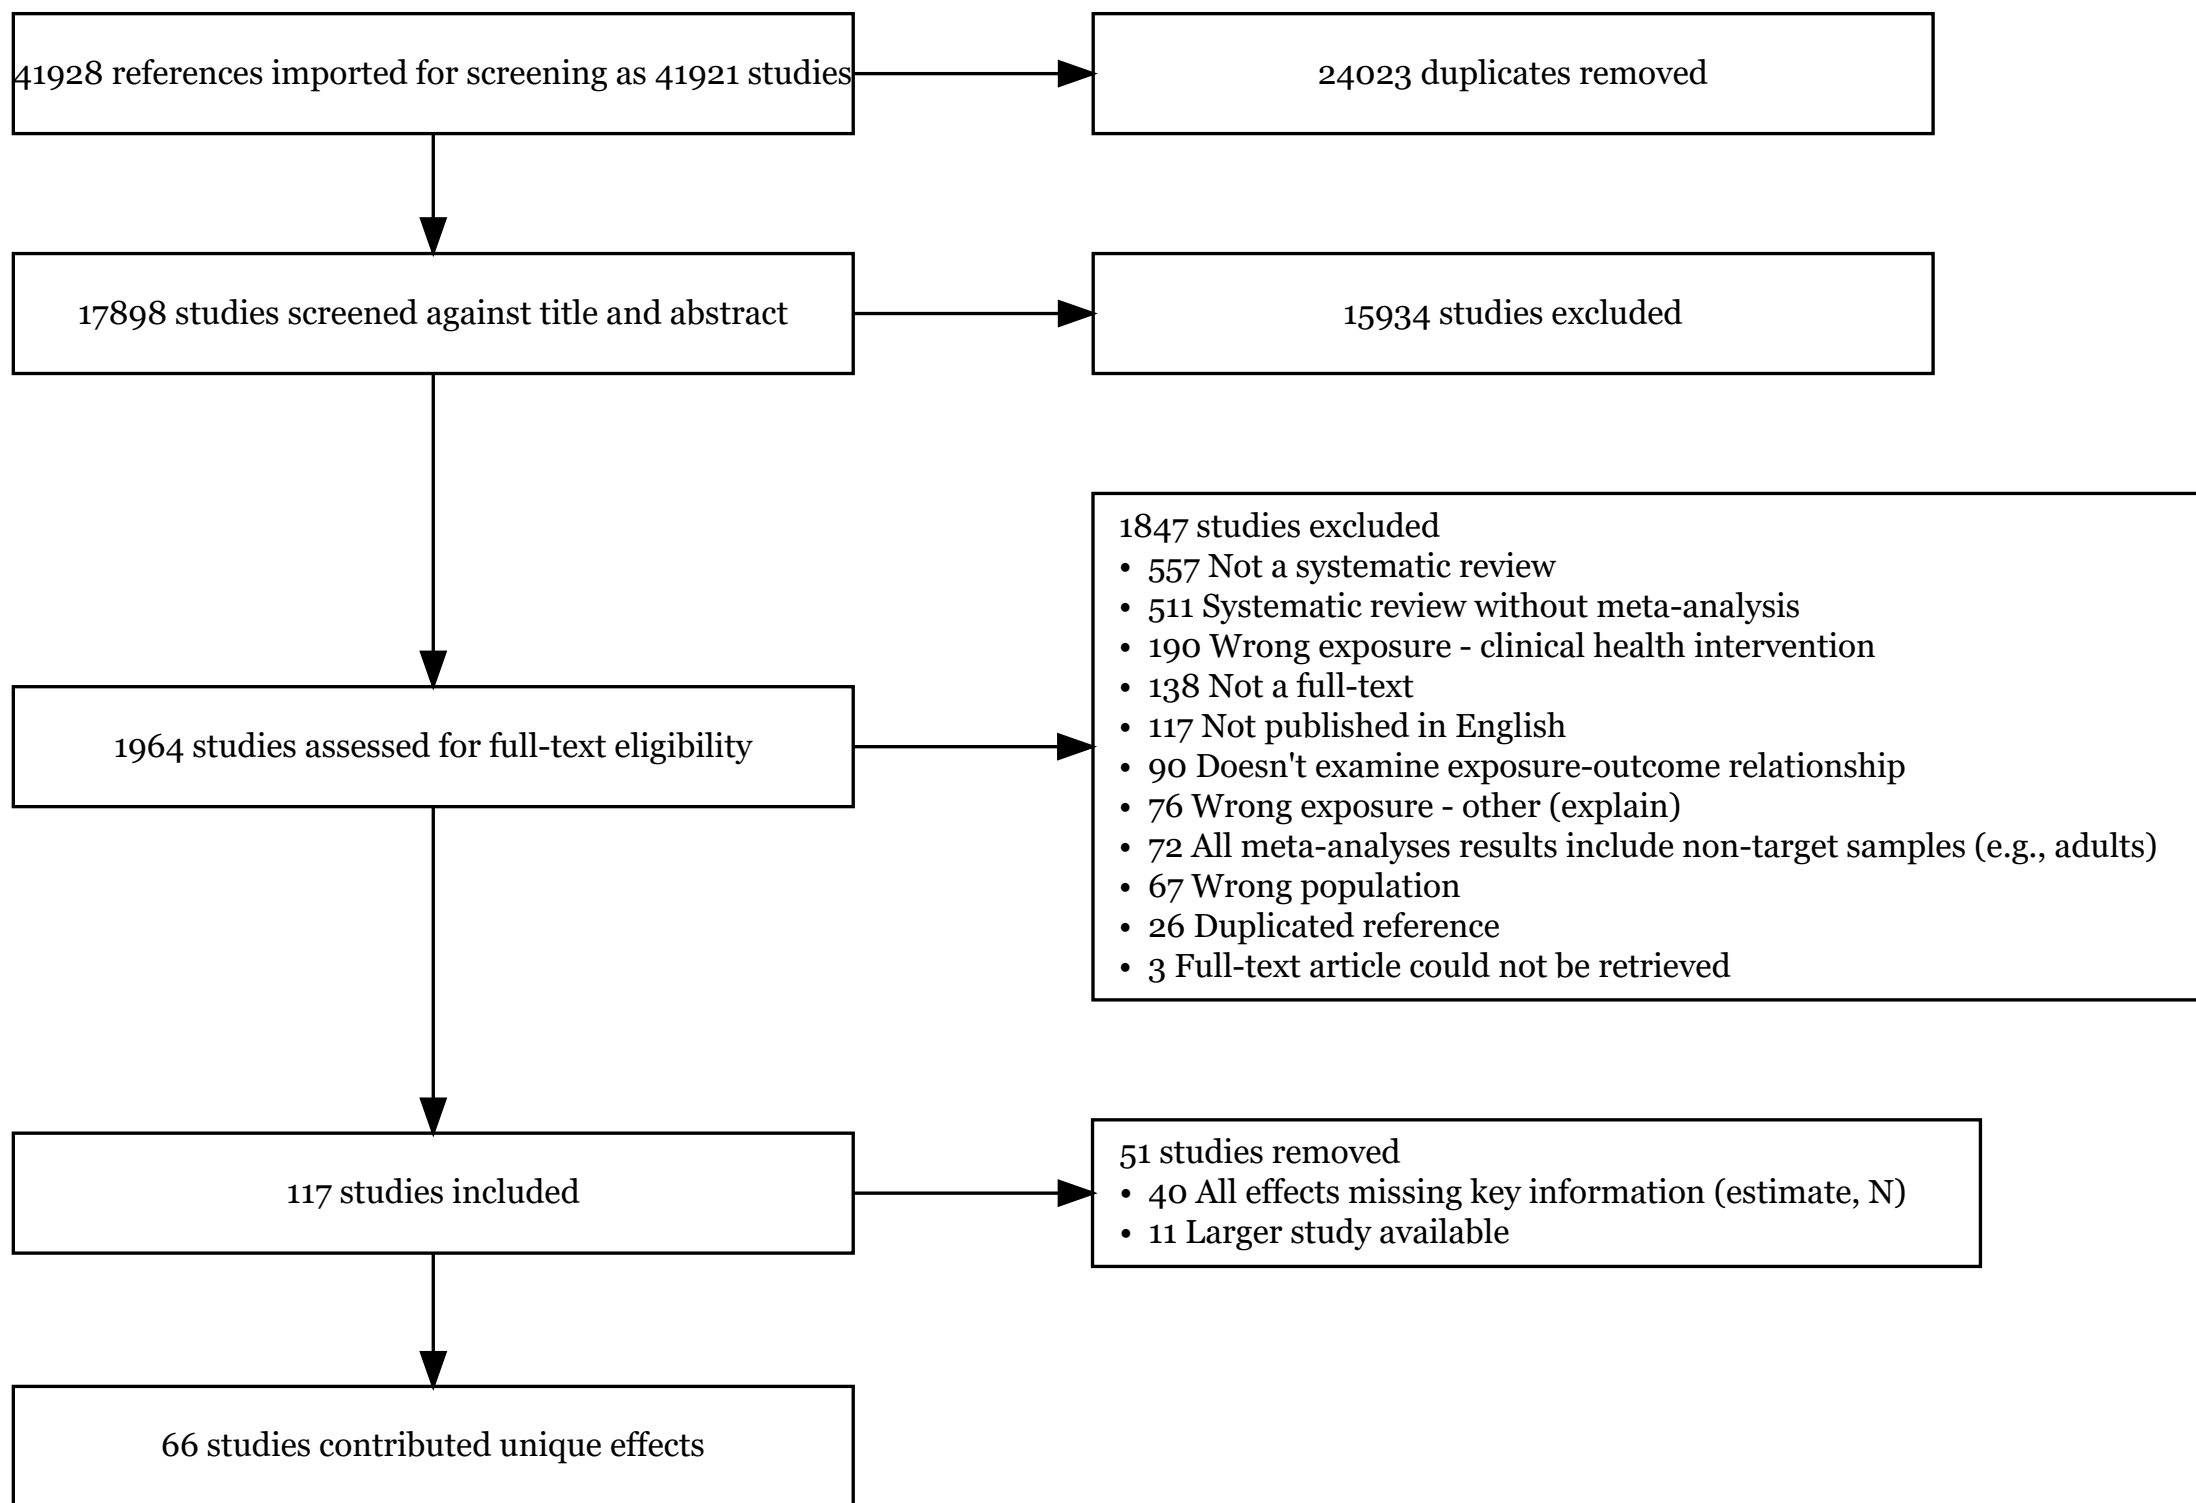 41928 references imported for screening as 41921 studies
24023 duplicates removed
17898 studies screened against title and abstract
15934 studies excluded
1964 studies assessed for full-text eligibility
1847 studies excluded
• 557 Not a systematic review
• 511 Systematic review without meta-analysis
• 190 Wrong exposure - clinical health intervention
• 138 Not a full-text
• 117 Not published in English
• 90 Doesn't examine exposure-outcome relationship
• 76 Wrong exposure - other (explain)
• 72 All meta-analyses results include non-target samples (e.g., adults)
• 67 Wrong population
• 26 Duplicated reference
• 3 Full-text article could not be retrieved
117 studies included
51 studies removed
• 40 All effects missing key information (estimate, N)
• 11 Larger study available
66 studies contributed unique effects